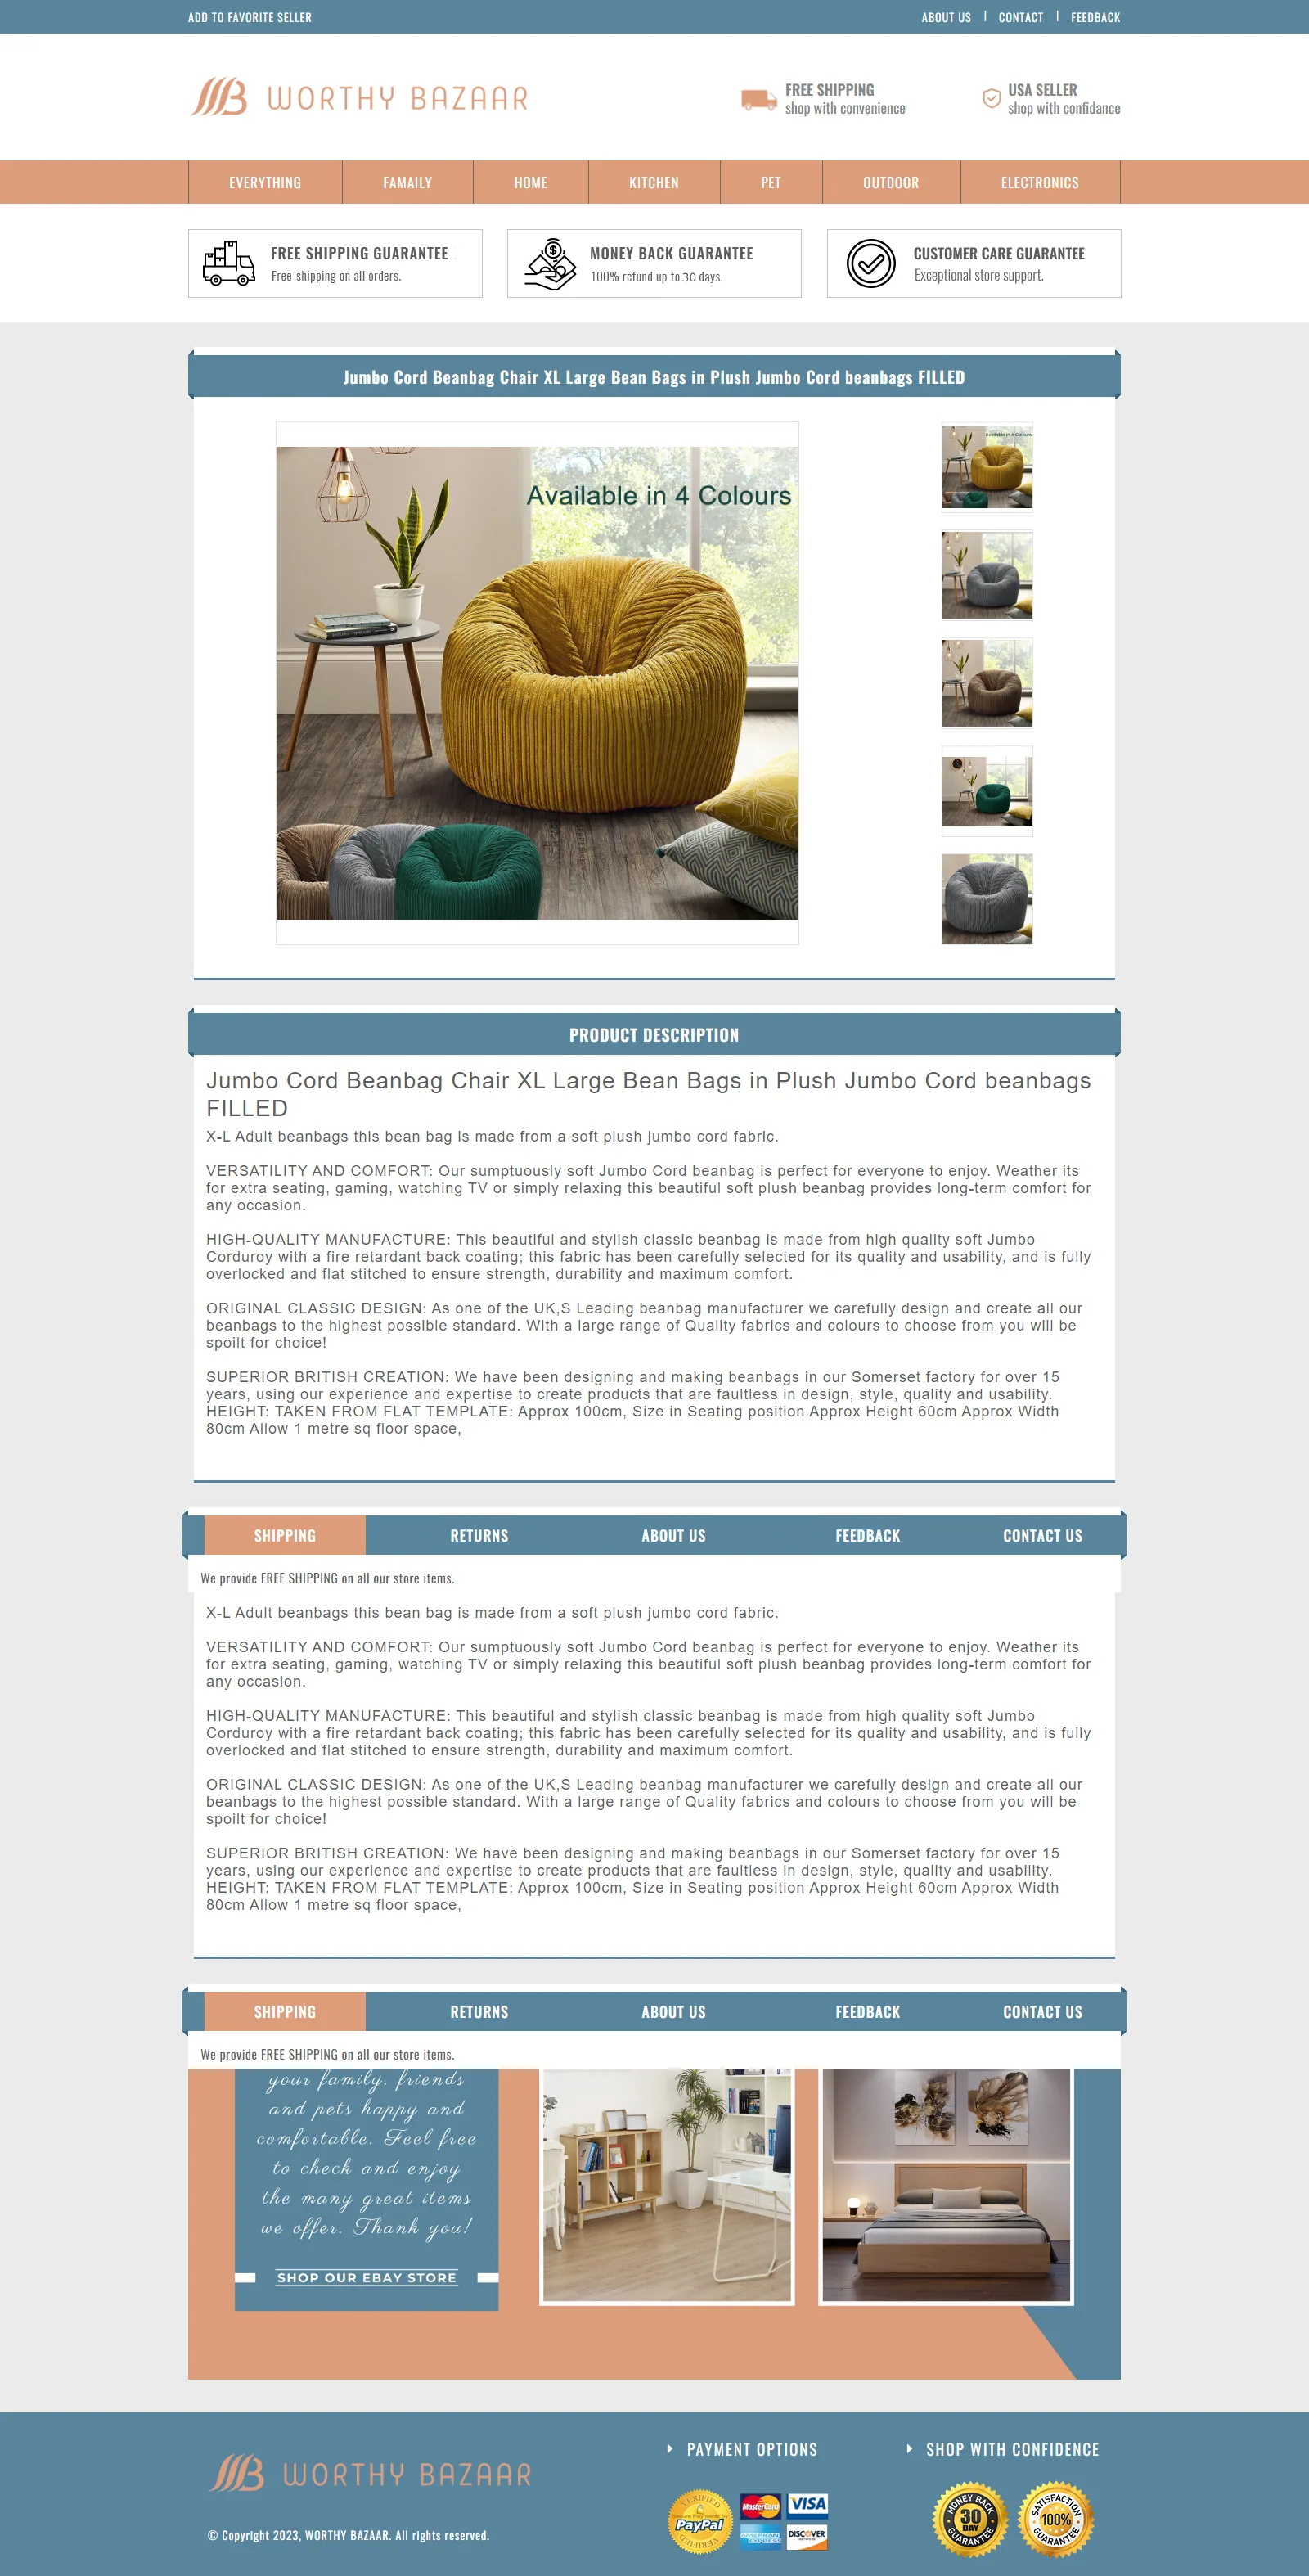 ADD TO FAVORITE SELLER
ABOUT US | CONTACT | FEEDBACK
WORTHY BAZAAR
FREE SHIPPING
shop with convenience
USA SELLER
shop with confidance
EVERYTHING FAMAILY HOME KITCHEN PET OUTDOOR ELECTRONICS
FREE SHIPPING GUARANTEE
Free shipping on all orders.
MONEY BACK GUARANTEE
100% refund up to 30 days.
CUSTOMER CARE GUARANTEE
Exceptional store support.
Jumbo Cord Beanbag Chair XL Large Bean Bags in Plush Jumbo Cord beanbags FILLED
Available in 4 Colours
Available in 4 Colours
PRODUCT DESCRIPTION
Jumbo Cord Beanbag Chair XL Large Bean Bags in Plush Jumbo Cord beanbags
FILLED
X-L Adult beanbags this bean bag is made from a soft plush jumbo cord fabric.
VERSATILITY AND COMFORT: Our sumptuously soft Jumbo Cord beanbag is perfect for everyone to enjoy. Weather its
for extra seating, gaming, watching TV or simply relaxing this beautiful soft plush beanbag provides long-term comfort for
any occasion.
HIGH-QUALITY MANUFACTURE: This beautiful and stylish classic beanbag is made from high quality soft Jumbo
Corduroy with a fire retardant back coating; this fabric has been carefully selected for its quality and usability, and is fully
overlocked and flat stitched to ensure strength, durability and maximum comfort.
ORIGINAL CLASSIC DESIGN: As one of the UK,S Leading beanbag manufacturer we carefully design and create all our
beanbags to the highest possible standard. With a large range of Quality fabrics and colours to choose from you will be
spoilt for choice!
SUPERIOR BRITISH CREATION: We have been designing and making beanbags in our Somerset factory for over 15
years, using our experience and expertise to create products that are faultless in design, style, quality and usability.
HEIGHT: TAKEN FROM FLAT TEMPLATE: Approx 100cm, Size in Seating position Approx Height 60cm Approx Width
80cm Allow 1 metre sq floor space,
SHIPPING RETURNS ABOUT US FEEDBACK CONTACT US
We provide FREE SHIPPING on all our store items.
X-L Adult beanbags this bean bag is made from a soft plush jumbo cord fabric.
VERSATILITY AND COMFORT: Our sumptuously soft Jumbo Cord beanbag is perfect for everyone to enjoy. Weather its
for extra seating, gaming, watching TV or simply relaxing this beautiful soft plush beanbag provides long-term comfort for
any occasion.
HIGH-QUALITY MANUFACTURE: This beautiful and stylish classic beanbag is made from high quality soft Jumbo
Corduroy with a fire retardant back coating; this fabric has been carefully selected for its quality and usability, and is fully
overlocked and flat stitched to ensure strength, durability and maximum comfort.
ORIGINAL CLASSIC DESIGN: As one of the UK,S Leading beanbag manufacturer we carefully design and create all our
beanbags to the highest possible standard. With a large range of Quality fabrics and colours to choose from you will be
spoilt for choice!
SUPERIOR BRITISH CREATION: We have been designing and making beanbags in our Somerset factory for over 15
years, using our experience and expertise to create products that are faultless in design, style, quality and usability.
HEIGHT: TAKEN FROM FLAT TEMPLATE: Approx 100cm, Size in Seating position Approx Height 60cm Approx Width
80cm Allow 1 metre sq floor space,
SHIPPING RETURNS ABOUT US FEEDBACK CONTACT US
We provide FREE SHIPPING on all our store items.
your family, friends
and pets happy and
comfortable. Feel free
to check and enjoy
the many great items
we offer. Thank you!
SHOP OUR EBAY STORE
WORTHY BAZAAR
© Copyright 2023, WORTHY BAZAAR. All rights reserved.
PAYMENT OPTIONS
VERIFIED
PayPal
VERIFIED
MasterCard VISA
AMERICAN EXPRESS DISCOVER
SHOP WITH CONFIDENCE
MONEY BACK
30
DAY
GUARANTEE
SATISFACTION
100%
GUARANTEE